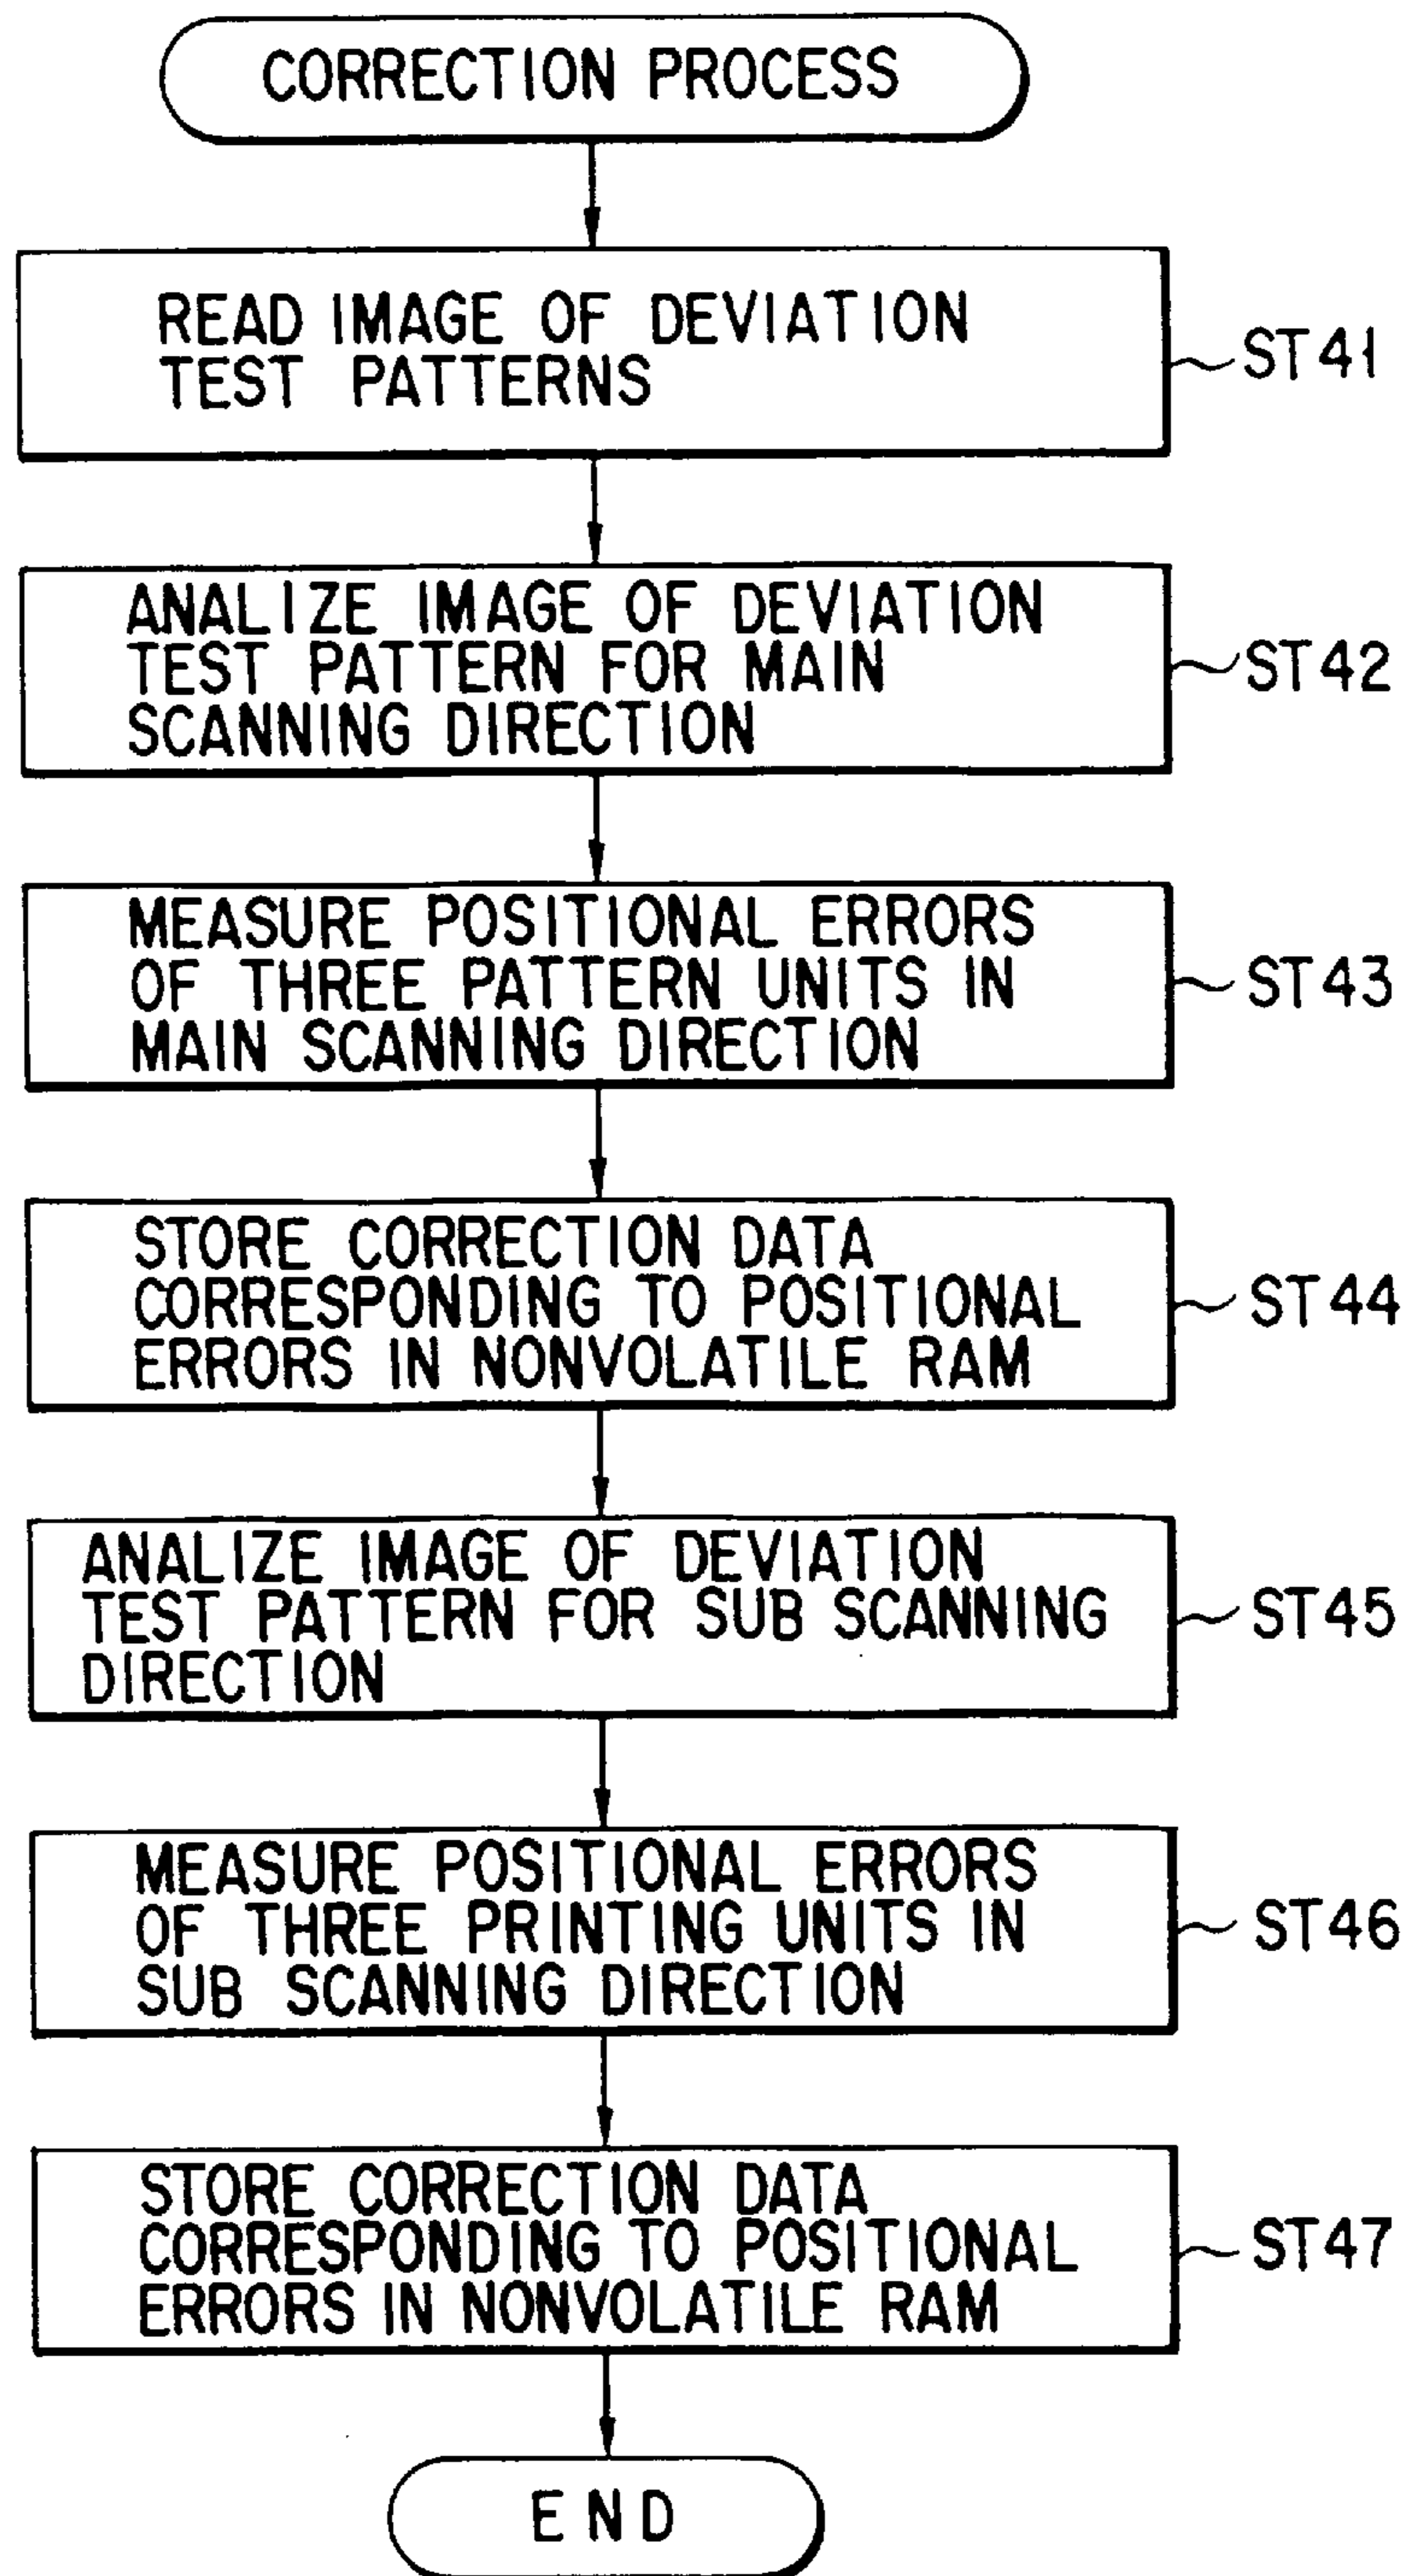 CORRECTION PROCESS
READ IMAGE OF DEVIATION
TEST PATTERNS
ST41
ANALIZE IMAGE OF DEVIATION
TEST PATTERN FOR MAIN
SCANNING DIRECTION
ST42
MEASURE POSITIONAL ERRORS
OF THREE PATTERN UNITS IN
MAIN SCANNING DIRECTION
ST43
STORE CORRECTION DATA
CORRESPONDING TO POSITIONAL
ERRORS IN NONVOLATILE RAM
ST44
ANALIZE IMAGE OF DEVIATION
TEST PATTERN FOR SUB SCANNING
DIRECTION
ST45
MEASURE POSITIONAL ERRORS
OF THREE PRINTING UNITS IN
SUB SCANNING DIRECTION
ST46
STORE CORRECTION DATA
CORRESPONDING TO POSITIONAL
ERRORS IN NONVOLATILE RAM
ST47
END